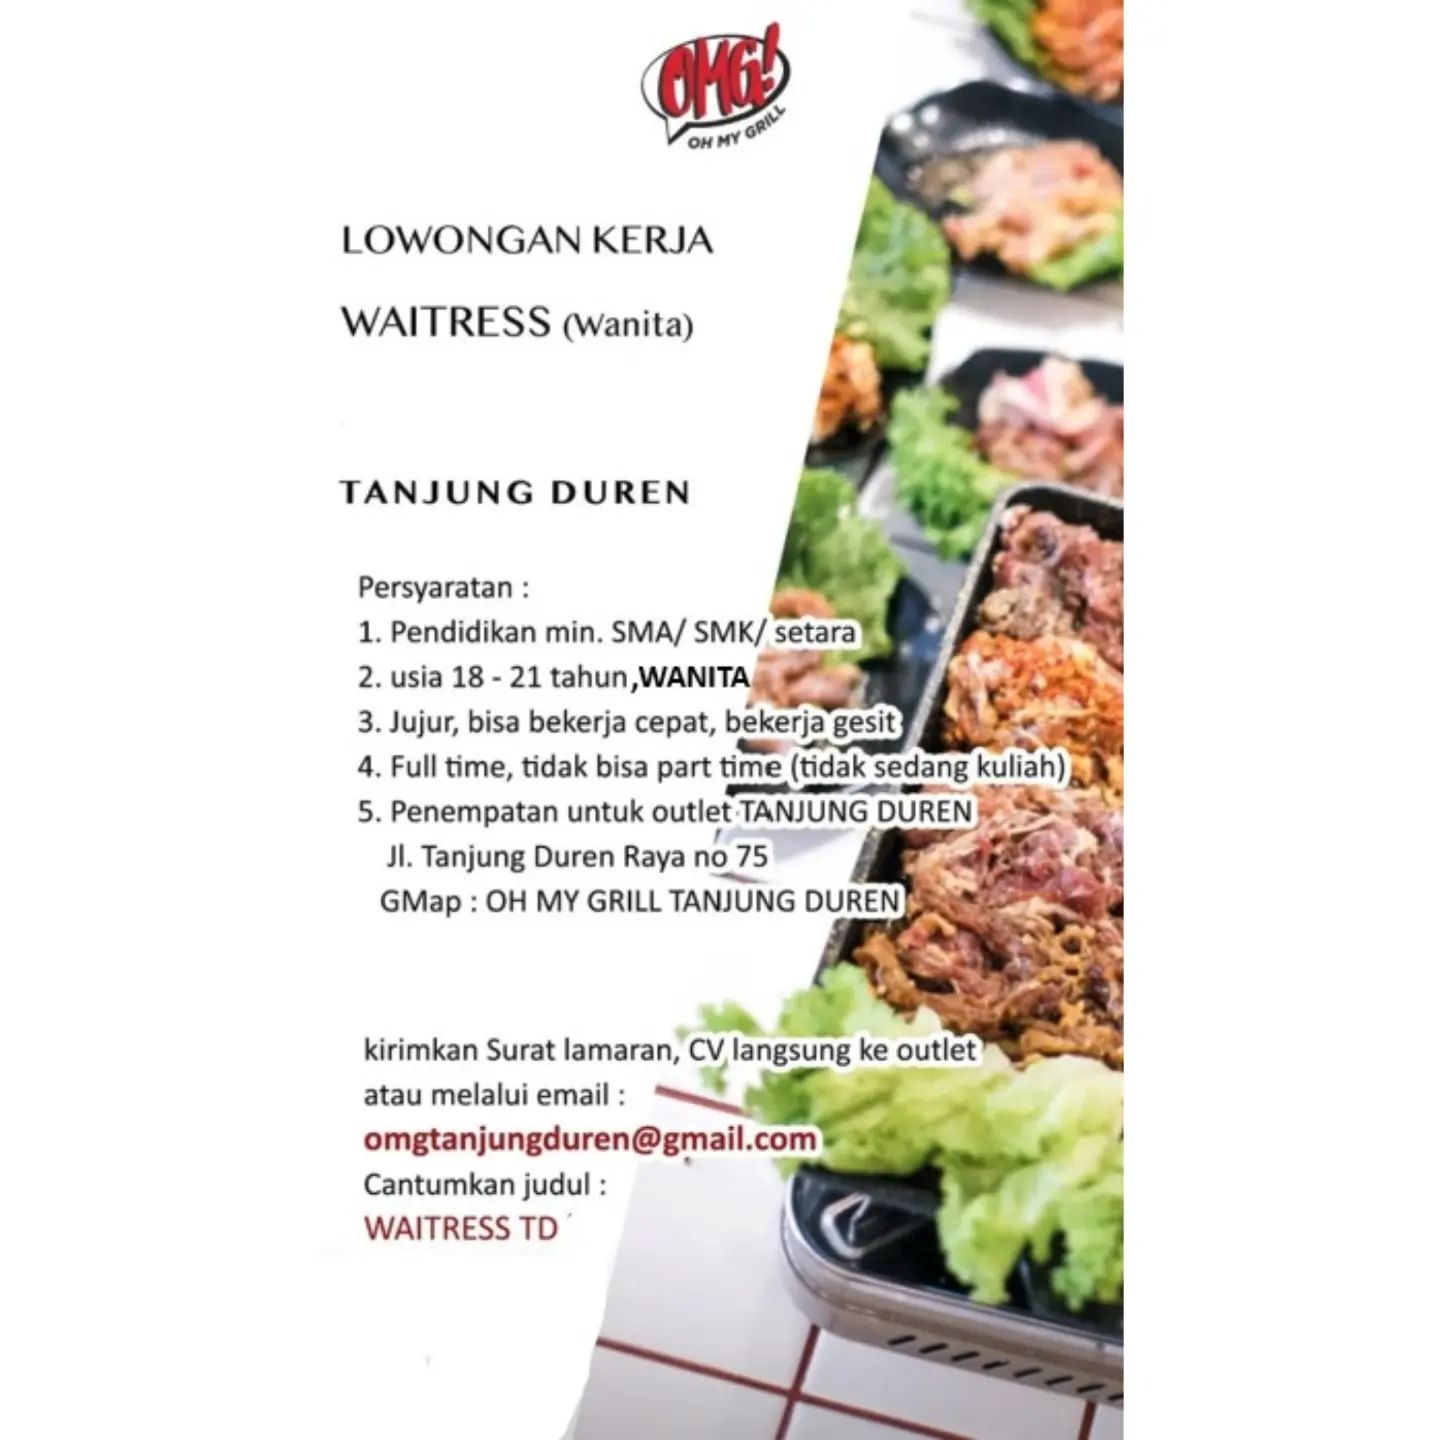 OMG!
OH MY GRILL
LOWONGAN KERJA
WAITRESS (Wanita)
TANJUNG DUREN
Persyaratan :
1. Pendidikan min. SMA/ SMK/ setara
2. usia 18 - 21 tahun,WANITA
3. Jujur, bisa bekerja cepat, bekerja gesit
4. Full time, tidak bisa part time (tidak sedang kuliah)
5. Penempatan untuk outlet TANJUNG DUREN
Jl. Tanjung Duren Raya no 75
GMap : OH MY GRILL TANJUNG DUREN
kirimkan Surat lamaran, CV langsung ke outlet
atau melalui email :
omgtanjungduren@gmail.com
Cantumkan judul :
WAITRESS TD